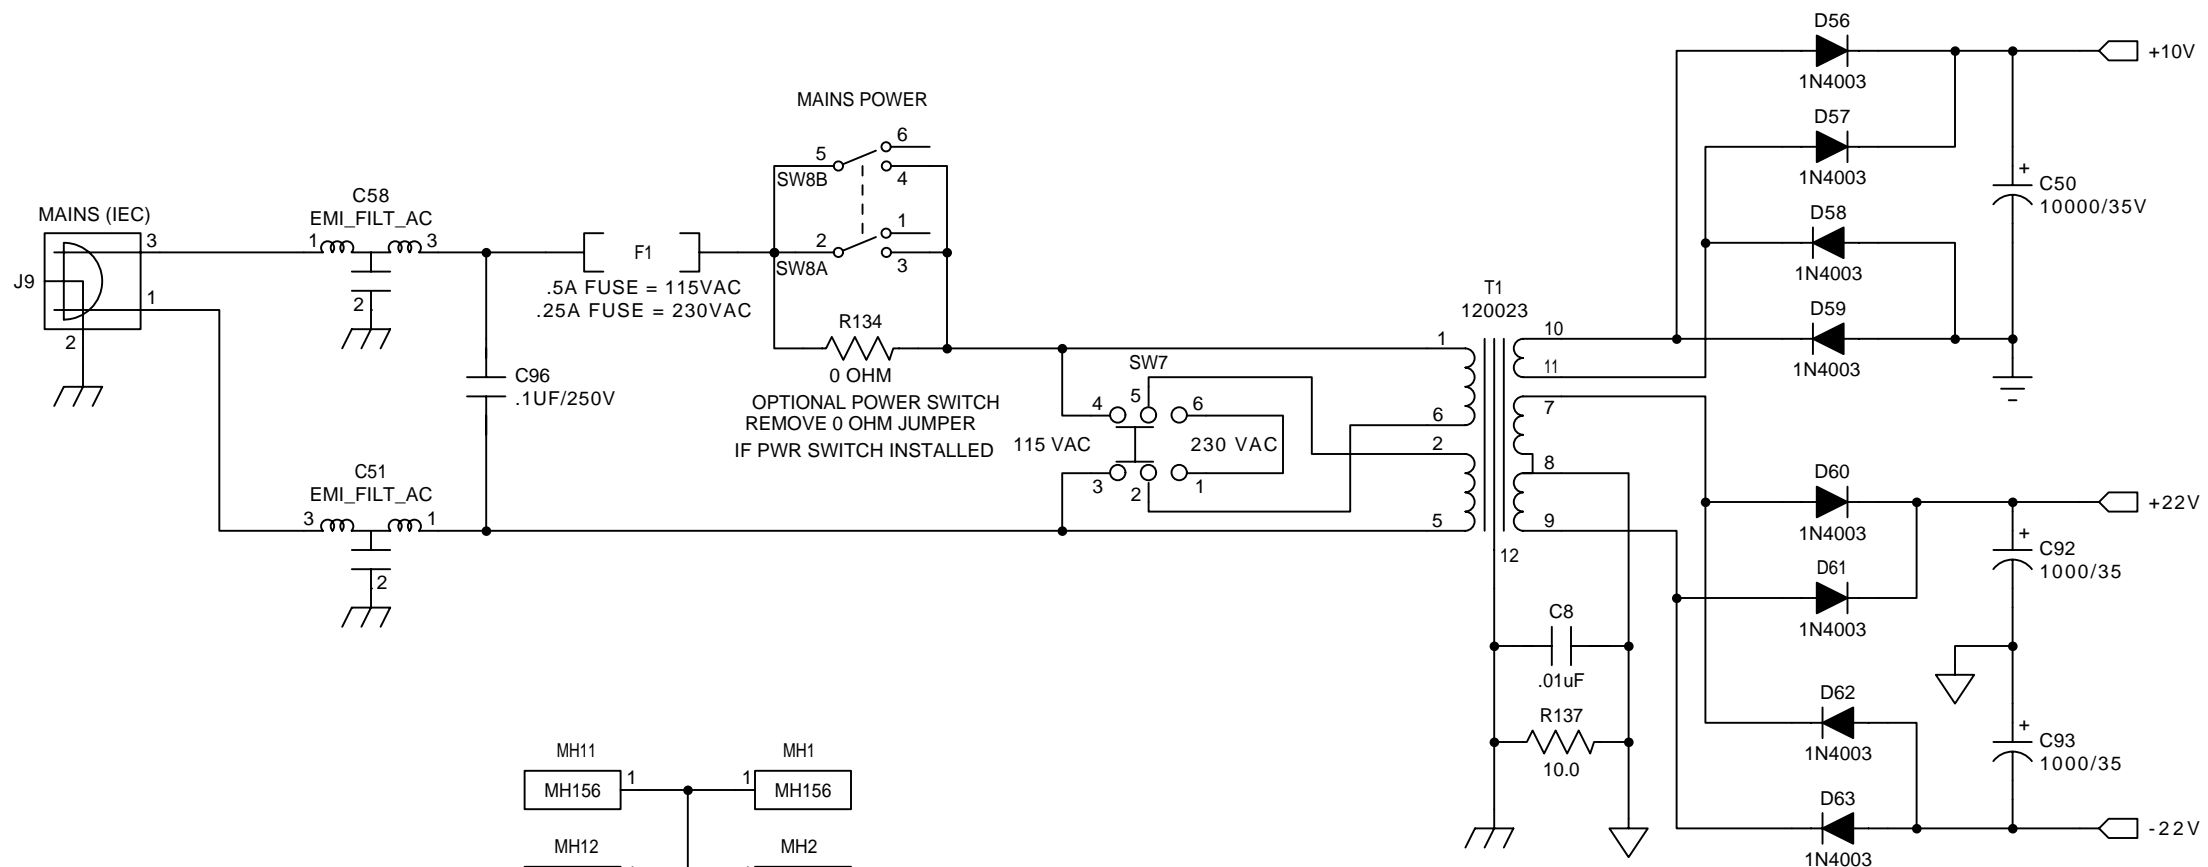 D56
1N4003
+10V
D57
1N4003
+
C50
10000/35V
D58
1N4003
D59
1N4003
MAINS POWER
6
5
SW8B
4
1
2
SW8A
3
C58
EMI_FILT_AC
1
3
2
MAINS (IEC)
3
J9
1
2
F1
.5A FUSE = 115VAC
.25A FUSE = 230VAC
R134
0 OHM
OPTIONAL POWER SWITCH
REMOVE 0 OHM JUMPER
IF PWR SWITCH INSTALLED
C96
.1UF/250V
C51
EMI_FILT_AC
3
1
2
SW7
4
5
6
115 VAC
230 VAC
3
2
1
T1
120023
1
10
11
6
7
2
8
5
9
12
D60
1N4003
+22V
D61
1N4003
+
C92
1000/35
C8
.01uF
R137
10.0
D62
1N4003
+
C93
1000/35
D63
1N4003
-22V
MH11
MH156
1
MH1
1
MH156
MH12
MH2